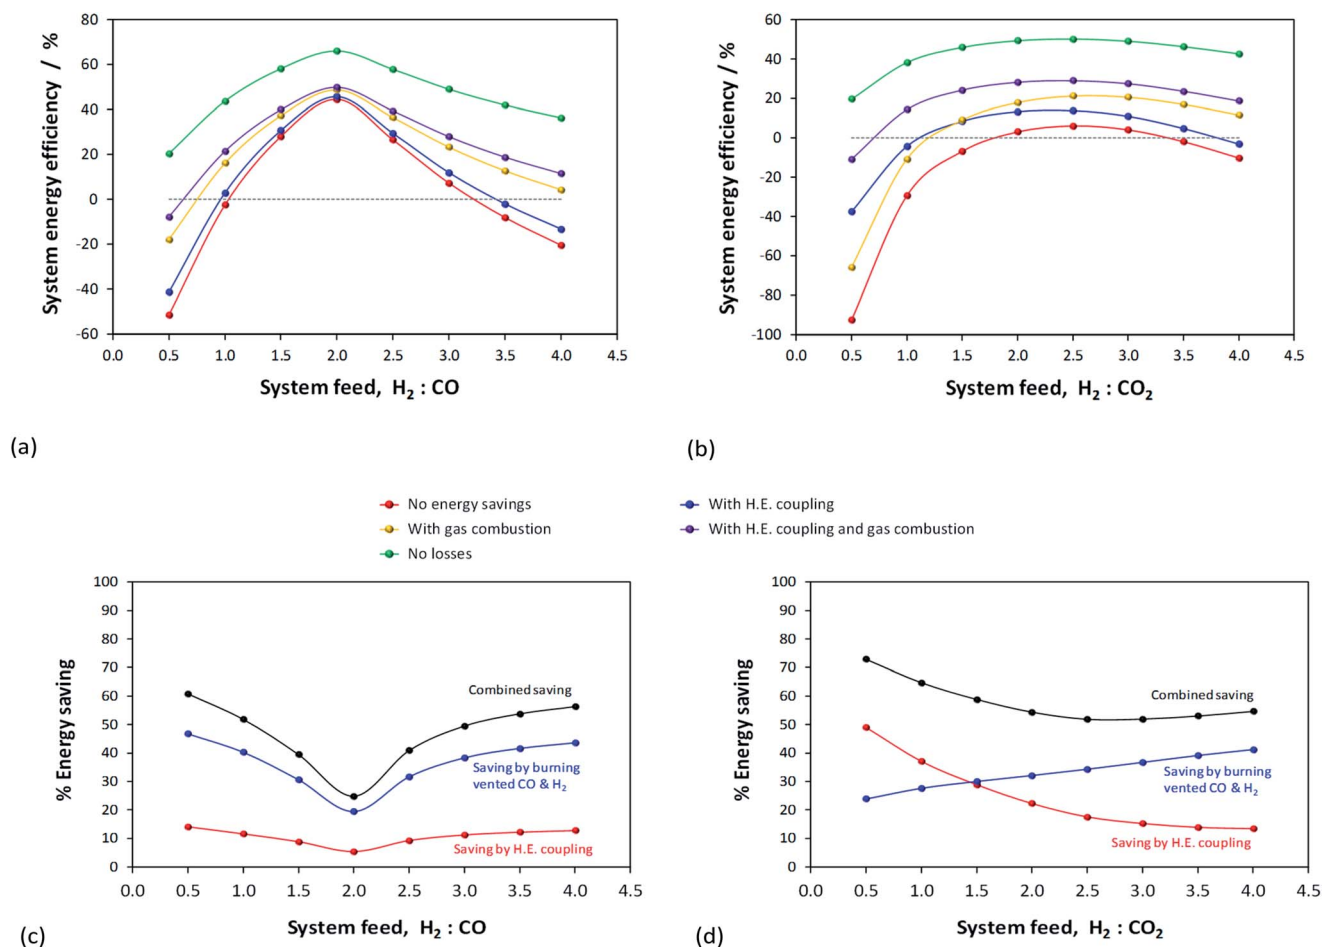 (a)
80
60
40
20
0
-20
-40
-60
System energy efficiency / %
0.0 0.5 1.0 1.5 2.0 2.5 3.0 3.5 4.0 4.5
System feed, H₂ : CO
(b)
60
40
20
0
-20
-40
-60
-80
-100
System energy efficiency / %
0.0 0.5 1.0 1.5 2.0 2.5 3.0 3.5 4.0 4.5
System feed, H₂ : CO₂
No energy savings
With gas combustion
No losses
With H.E. coupling
With H.E. coupling and gas combustion
(c)
100
90
80
70
60
50
40
30
20
10
0
% Energy saving
Combined saving
Saving by burning
vented CO & H₂
Saving by H.E. coupling
0.0 0.5 1.0 1.5 2.0 2.5 3.0 3.5 4.0 4.5
System feed, H₂ : CO
(d)
100
90
80
70
60
50
40
30
20
10
0
% Energy saving
Combined saving
Saving by burning
vented CO & H₂
Saving by H.E. coupling
0.0 0.5 1.0 1.5 2.0 2.5 3.0 3.5 4.0 4.5
System feed, H₂ : CO₂